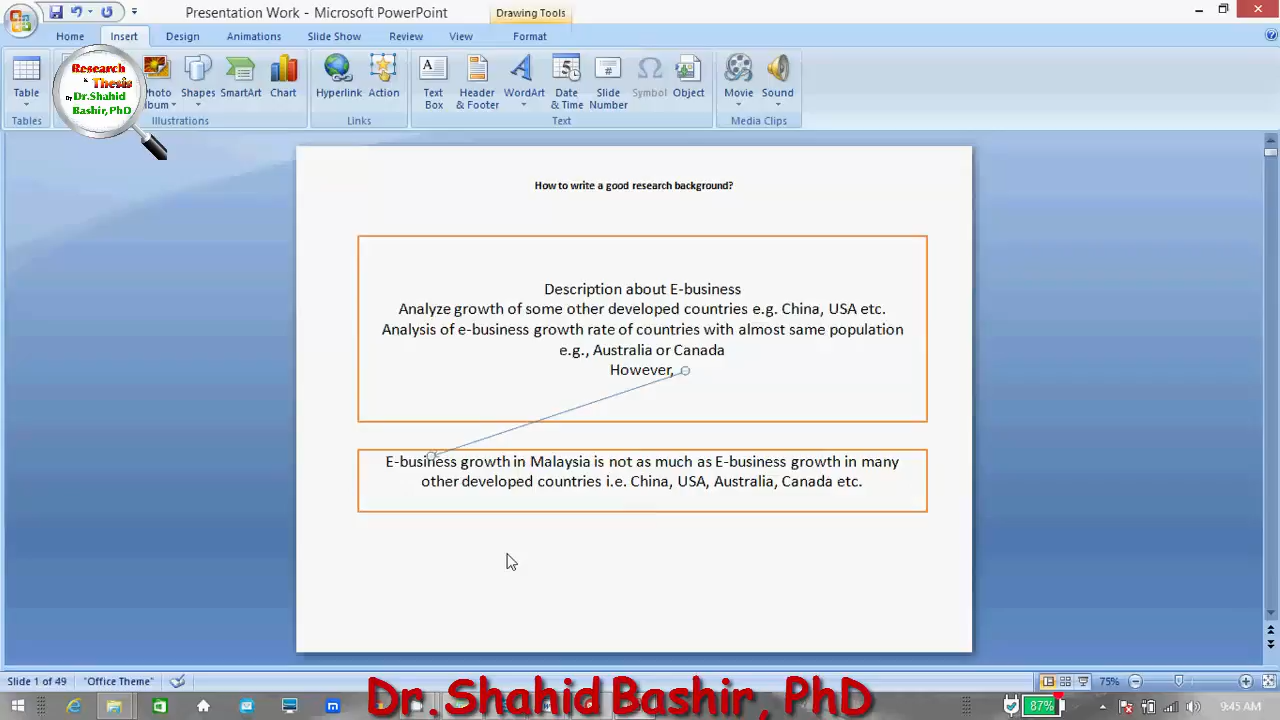 Presentation Work - Microsoft PowerPoint
Drawing Tools
Home Insert Design Animations Slide Show Review View Format
Research
Thesis
By Dr.Shahid
Bashir, PhD
Table
Photo
Album
Shapes
SmartArt
Chart
Hyperlink
Action
Text
Box
Header
& Footer
WordArt
Date
& Time
Slide
Number
Symbol
Object
Movie
Sound
Tables
Illustrations
Links
Text
Media Clips
How to write a good research background?
Description about E-business
Analyze growth of some other developed countries e.g. China, USA etc.
Analysis of e-business growth rate of countries with almost same population
e.g., Australia or Canada
However,
E-business growth in Malaysia is not as much as E-business growth in many
other developed countries i.e. China, USA, Australia, Canada etc.
Slide 1 of 49
"Office Theme"
75%
Dr.Shahid Bashir, PhD
87%
9:45 AM